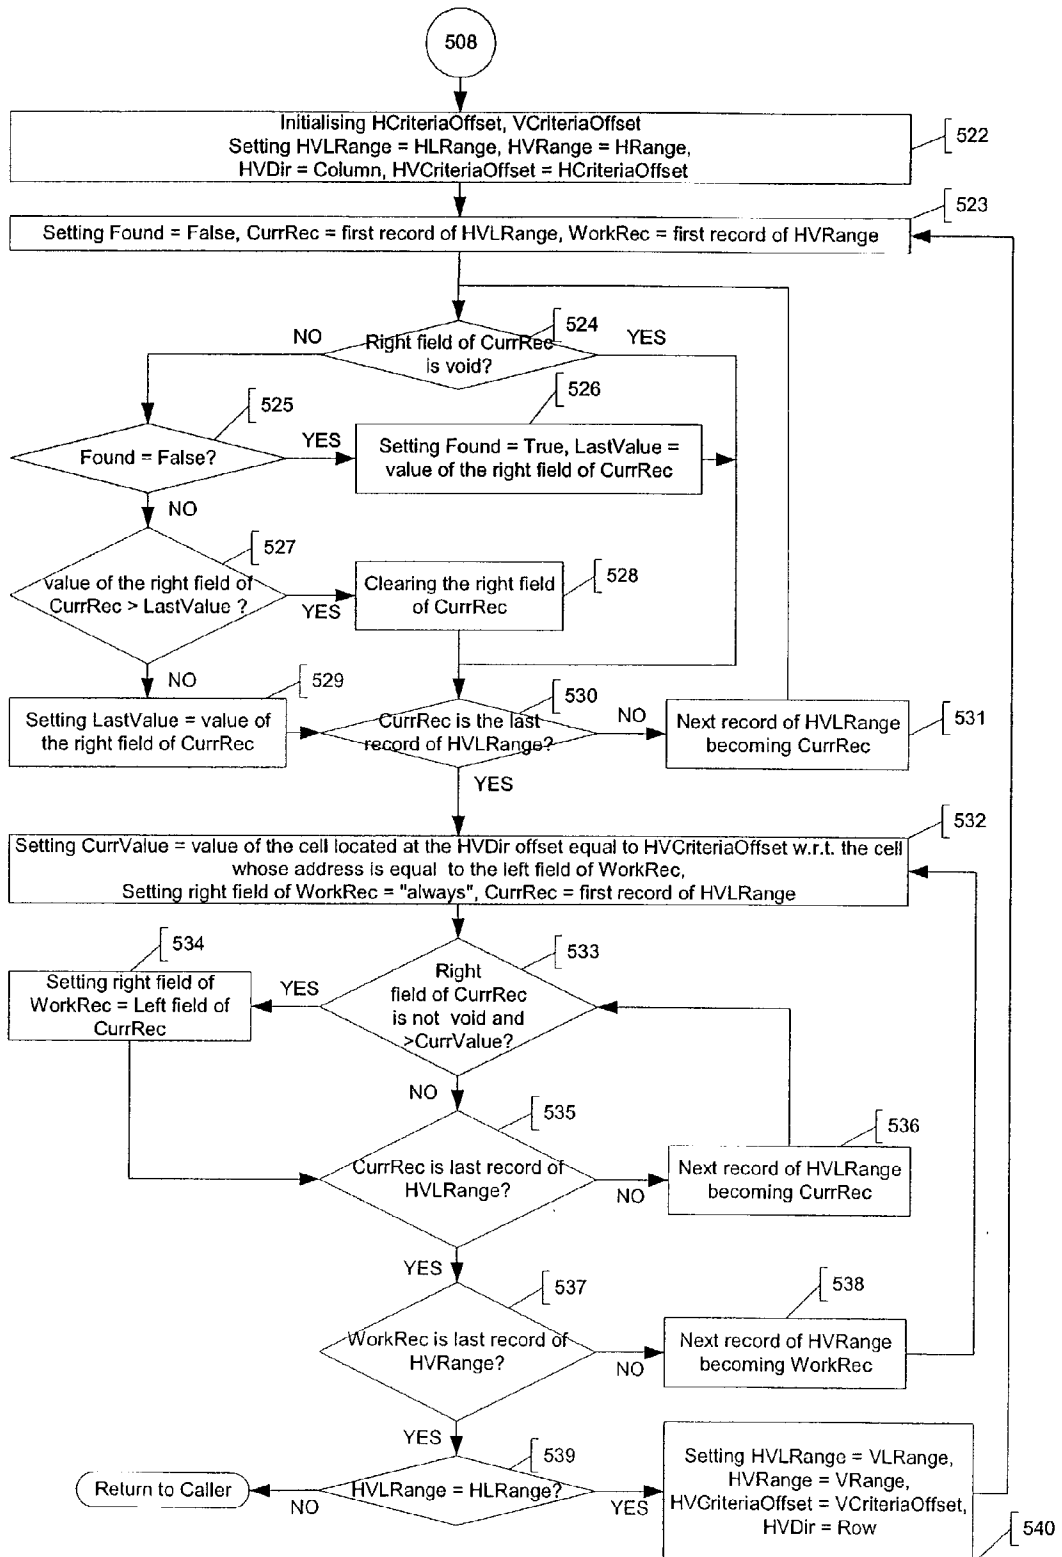 508
Initialising HCriteriaOffset, VCriteriaOffset
Setting HVLRange = HLRange, HVRange = HRange,
HVDir = Column, HVCriteriaOffset = HCriteriaOffset
522
523
Setting Found = False, CurrRec = first record of HVLRange, WorkRec = first record of HVRange
524
NO
YES
Right field of CurrRec
is void?
526
525
Found = False?
YES
Setting Found = True, LastValue =
value of the right field of CurrRec
NO
527
value of the right field of
CurrRec > LastValue ?
YES
Clearing the right field
of CurrRec
528
NO
529
530
Setting LastValue = value of
the right field of CurrRec
CurrRec is the last
record of HVLRange?
NO
Next record of HVLRange
becoming CurrRec
531
YES
532
Setting CurrValue = value of the cell located at the HVDir offset equal to HVCriteriaOffset w.r.t. the cell
whose address is equal to the left field of WorkRec,
Setting right field of WorkRec = "always", CurrRec = first record of HVLRange
534
533
Setting right field of
WorkRec = Left field of
CurrRec
YES
Right
field of CurrRec
is not void and
>CurrValue?
NO
535
536
CurrRec is last record of
HVLRange?
NO
Next record of HVLRange
becoming CurrRec
YES
537
538
WorkRec is last record of
HVRange?
NO
Next record of HVRange
becoming WorkRec
YES
539
Return to Caller
NO
HVLRange = HLRange?
YES
Setting HVLRange = VLRange,
HVRange = VRange,
HVCriteriaOffset = VCriteriaOffset,
HVDir = Row
540